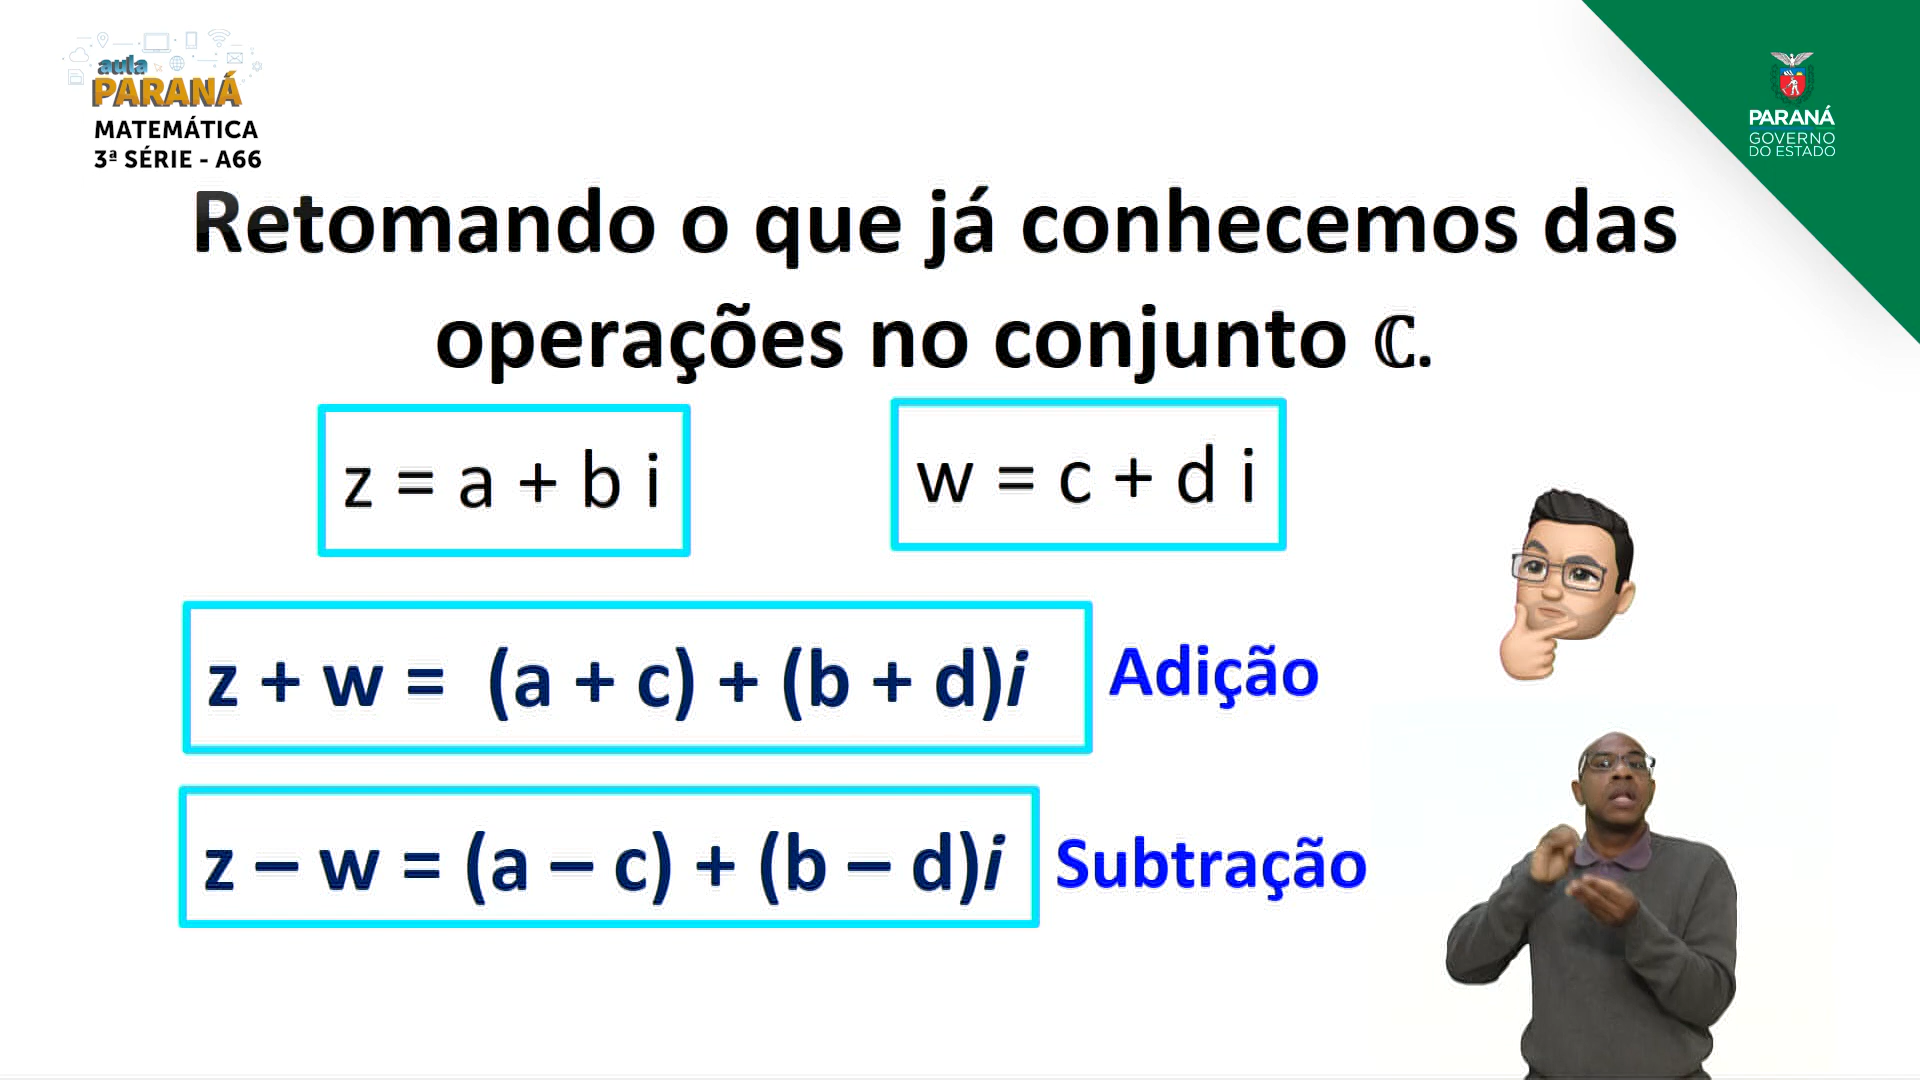 aula
PARANÁ
MATEMÁTICA
3ª SÉRIE - A66
PARANÁ
GOVERNO
DO ESTADO
Retomando o que já conhecemos das
operações no conjunto ℂ.
z = a + b i
w = c + d i
z + w = (a + c) + (b + d)i
Adição
z – w = (a – c) + (b – d)i
Subtração